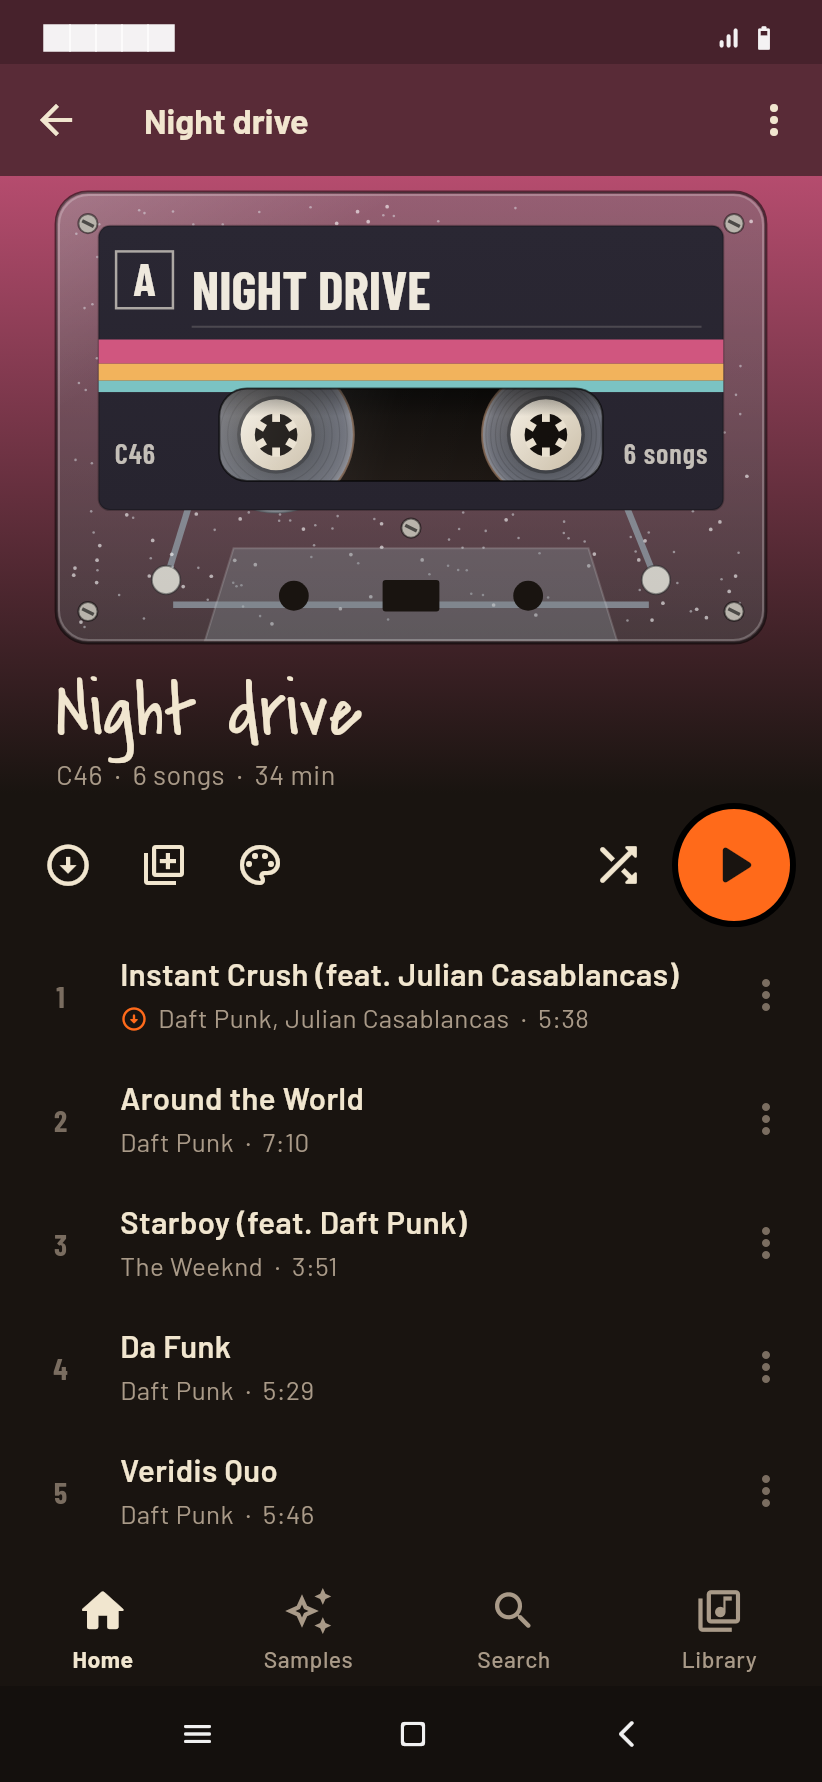 Night drive
A
NIGHT DRIVE
C46
6 songs
Night drive
C46 · 6 songs · 34 min
1
Instant Crush (feat. Julian Casablancas)
Daft Punk, Julian Casablancas · 5:38
2
Around the World
Daft Punk · 7:10
3
Starboy (feat. Daft Punk)
The Weeknd · 3:51
4
Da Funk
Daft Punk · 5:29
5
Veridis Quo
Daft Punk · 5:46
Home
Samples
Search
Library